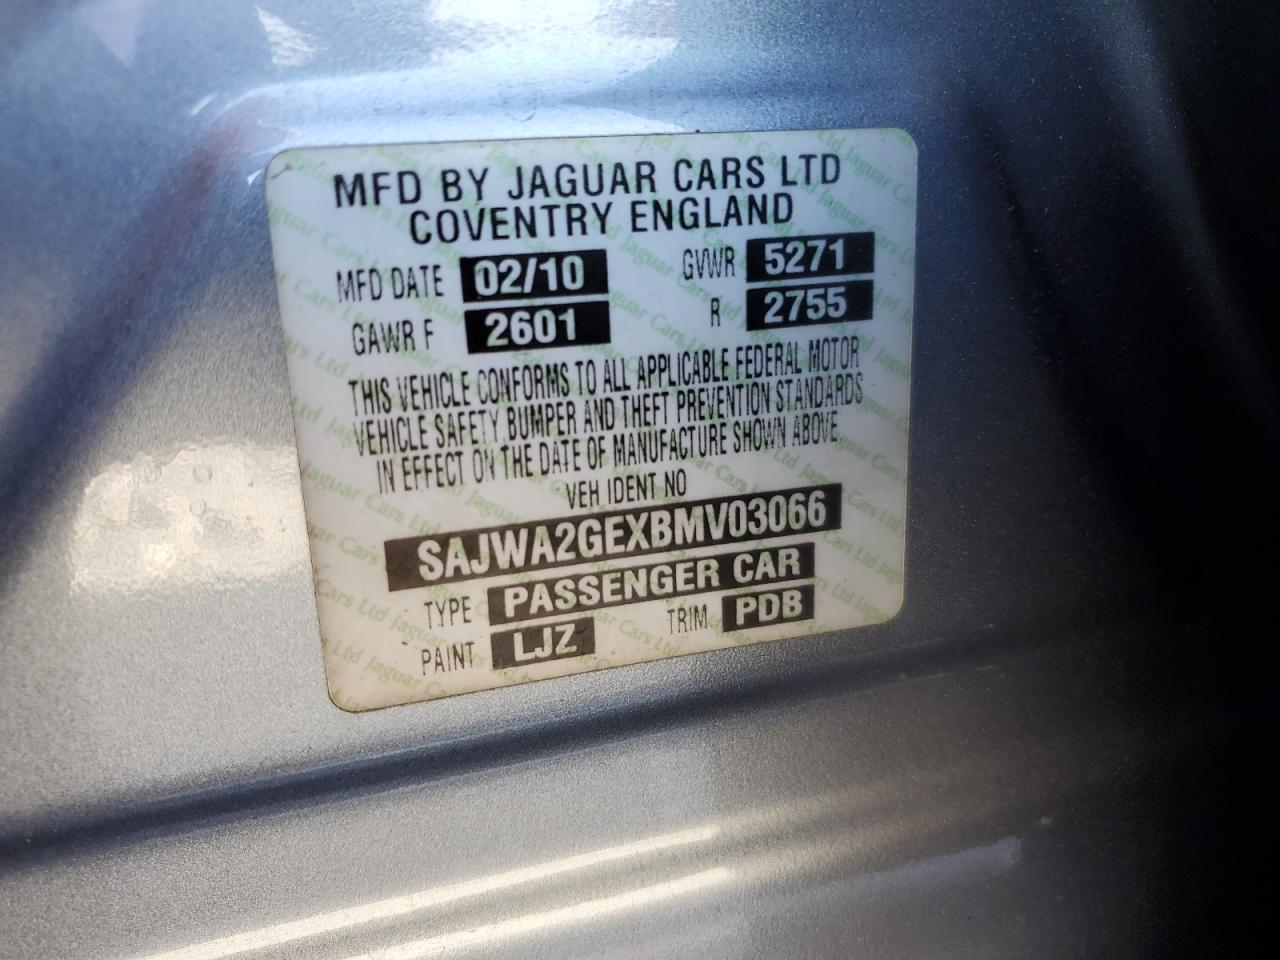 MFD BY JAGUAR CARS LTD
COVENTRY ENGLAND
MFD DATE 02/10 GVWR 5271
GAWR F 2601 R 2755
THIS VEHICLE CONFORMS TO ALL APPLICABLE FEDERAL MOTOR
VEHICLE SAFETY, BUMPER AND THEFT PREVENTION STANDARDS
IN EFFECT ON THE DATE OF MANUFACTURE SHOWN ABOVE
VEH IDENT NO
SAJWA2GEXBMV03066
TYPE PASSENGER CAR
PAINT LJZ TRIM PDB